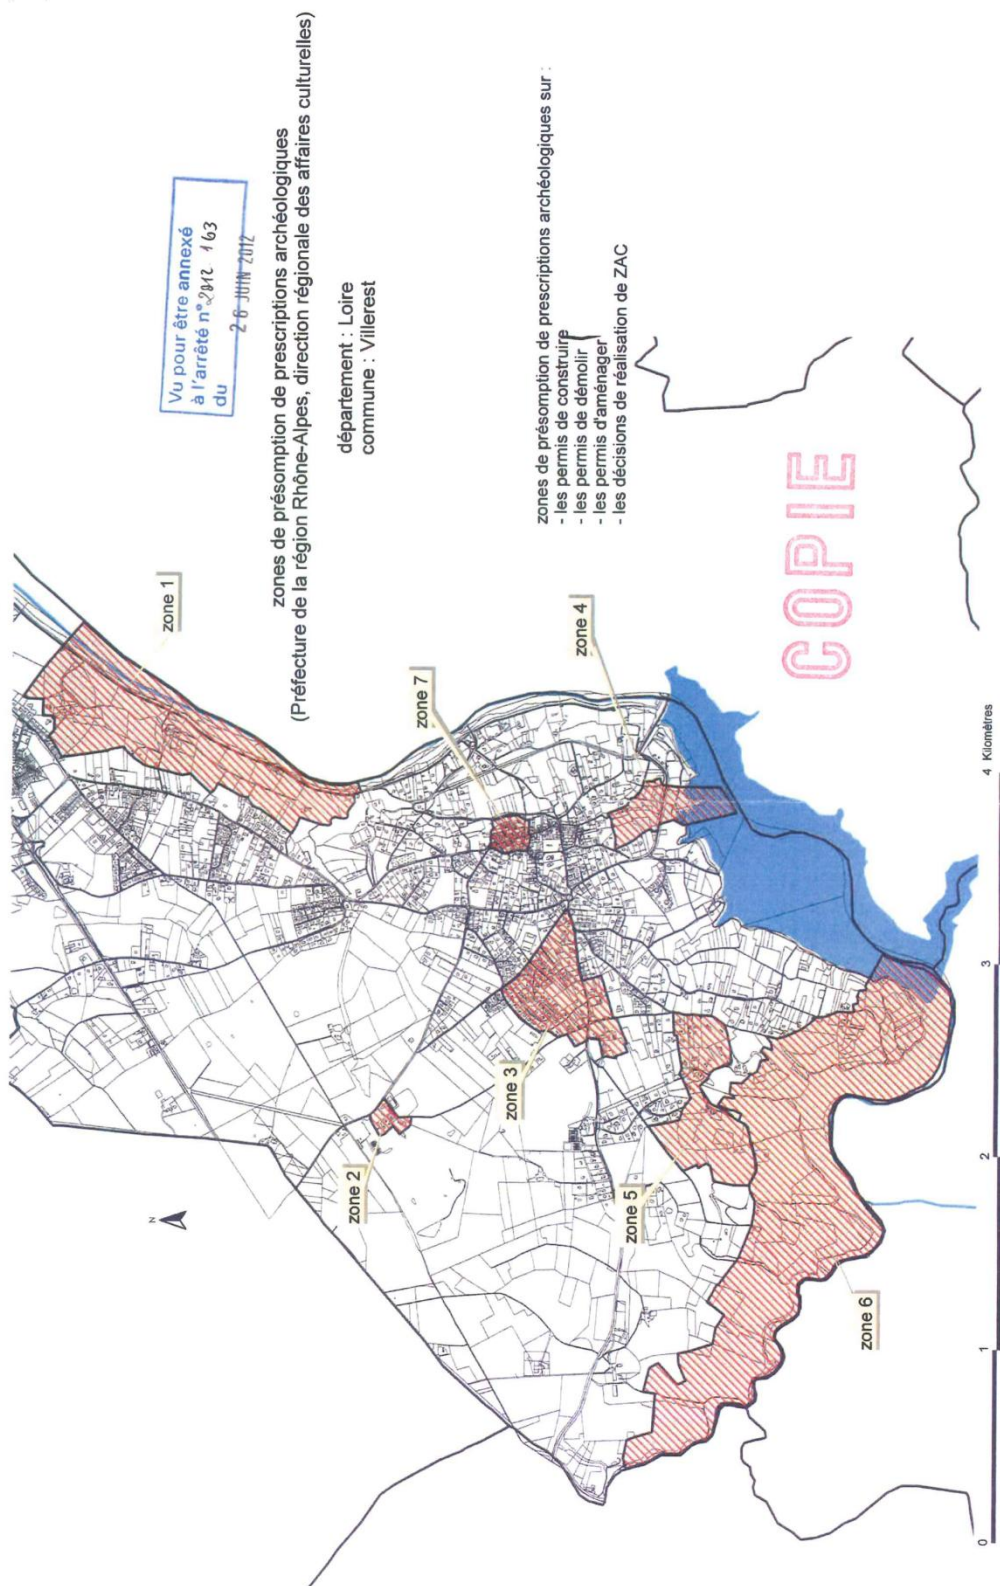 Vu pour être annexé
à l'arrêté n° 2012 163
du 26 JUIN 2012
zones de présomption de prescriptions archéologiques
(Préfecture de la région Rhône-Alpes, direction régionale des affaires culturelles)
département : Loire
commune : Villerest
zones de présomption de prescriptions archéologiques sur :
- les permis de construire
- les permis de démolir
- les permis d'aménager
- les décisions de réalisation de ZAC
COPIE
N
zone 1
zone 7
zone 4
zone 2
zone 3
zone 5
zone 6
0 1 2 3 4 Kilomètres